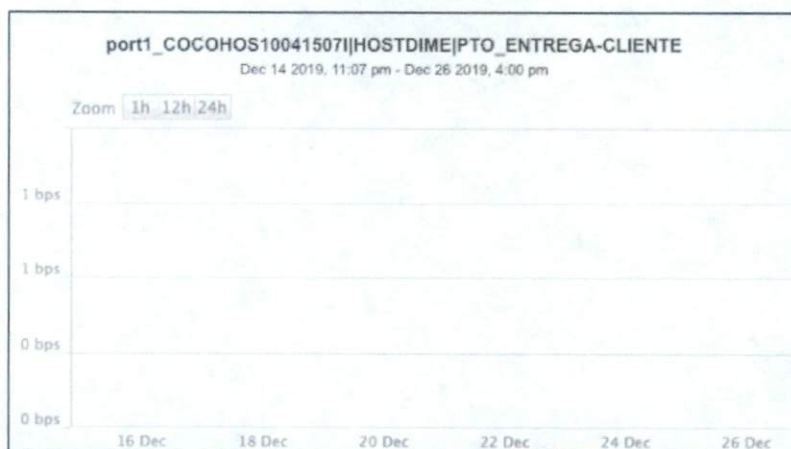 port1_COCOHOS10041507I|HOSTDIME|PTO_ENTREGA-CLIENTE
Dec 14 2019, 11:07 pm - Dec 26 2019, 4:00 pm
Zoom 1h 12h 24h
1 bps
1 bps
0 bps
0 bps
16 Dec 18 Dec 20 Dec 22 Dec 24 Dec 26 Dec